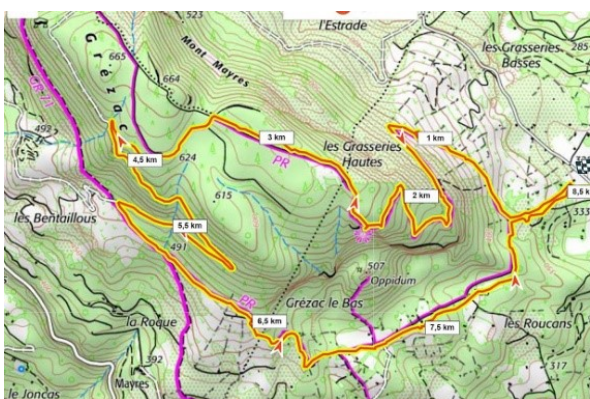 523
l'Estrade
665
Grézac
Mont Mayres
les Grasseries
Basses
285
664
492
3 km
1 km
les Grasseries
Hautes
4,5 km
624
PR
615
2 km
8,5
333
les Bentaillous
5,5 km
491
507
Oppidum
PR
Grézac le Bas
6,5 km
7,5 km
la Roque
les Roucans
392
Mayres
317
le Joncas